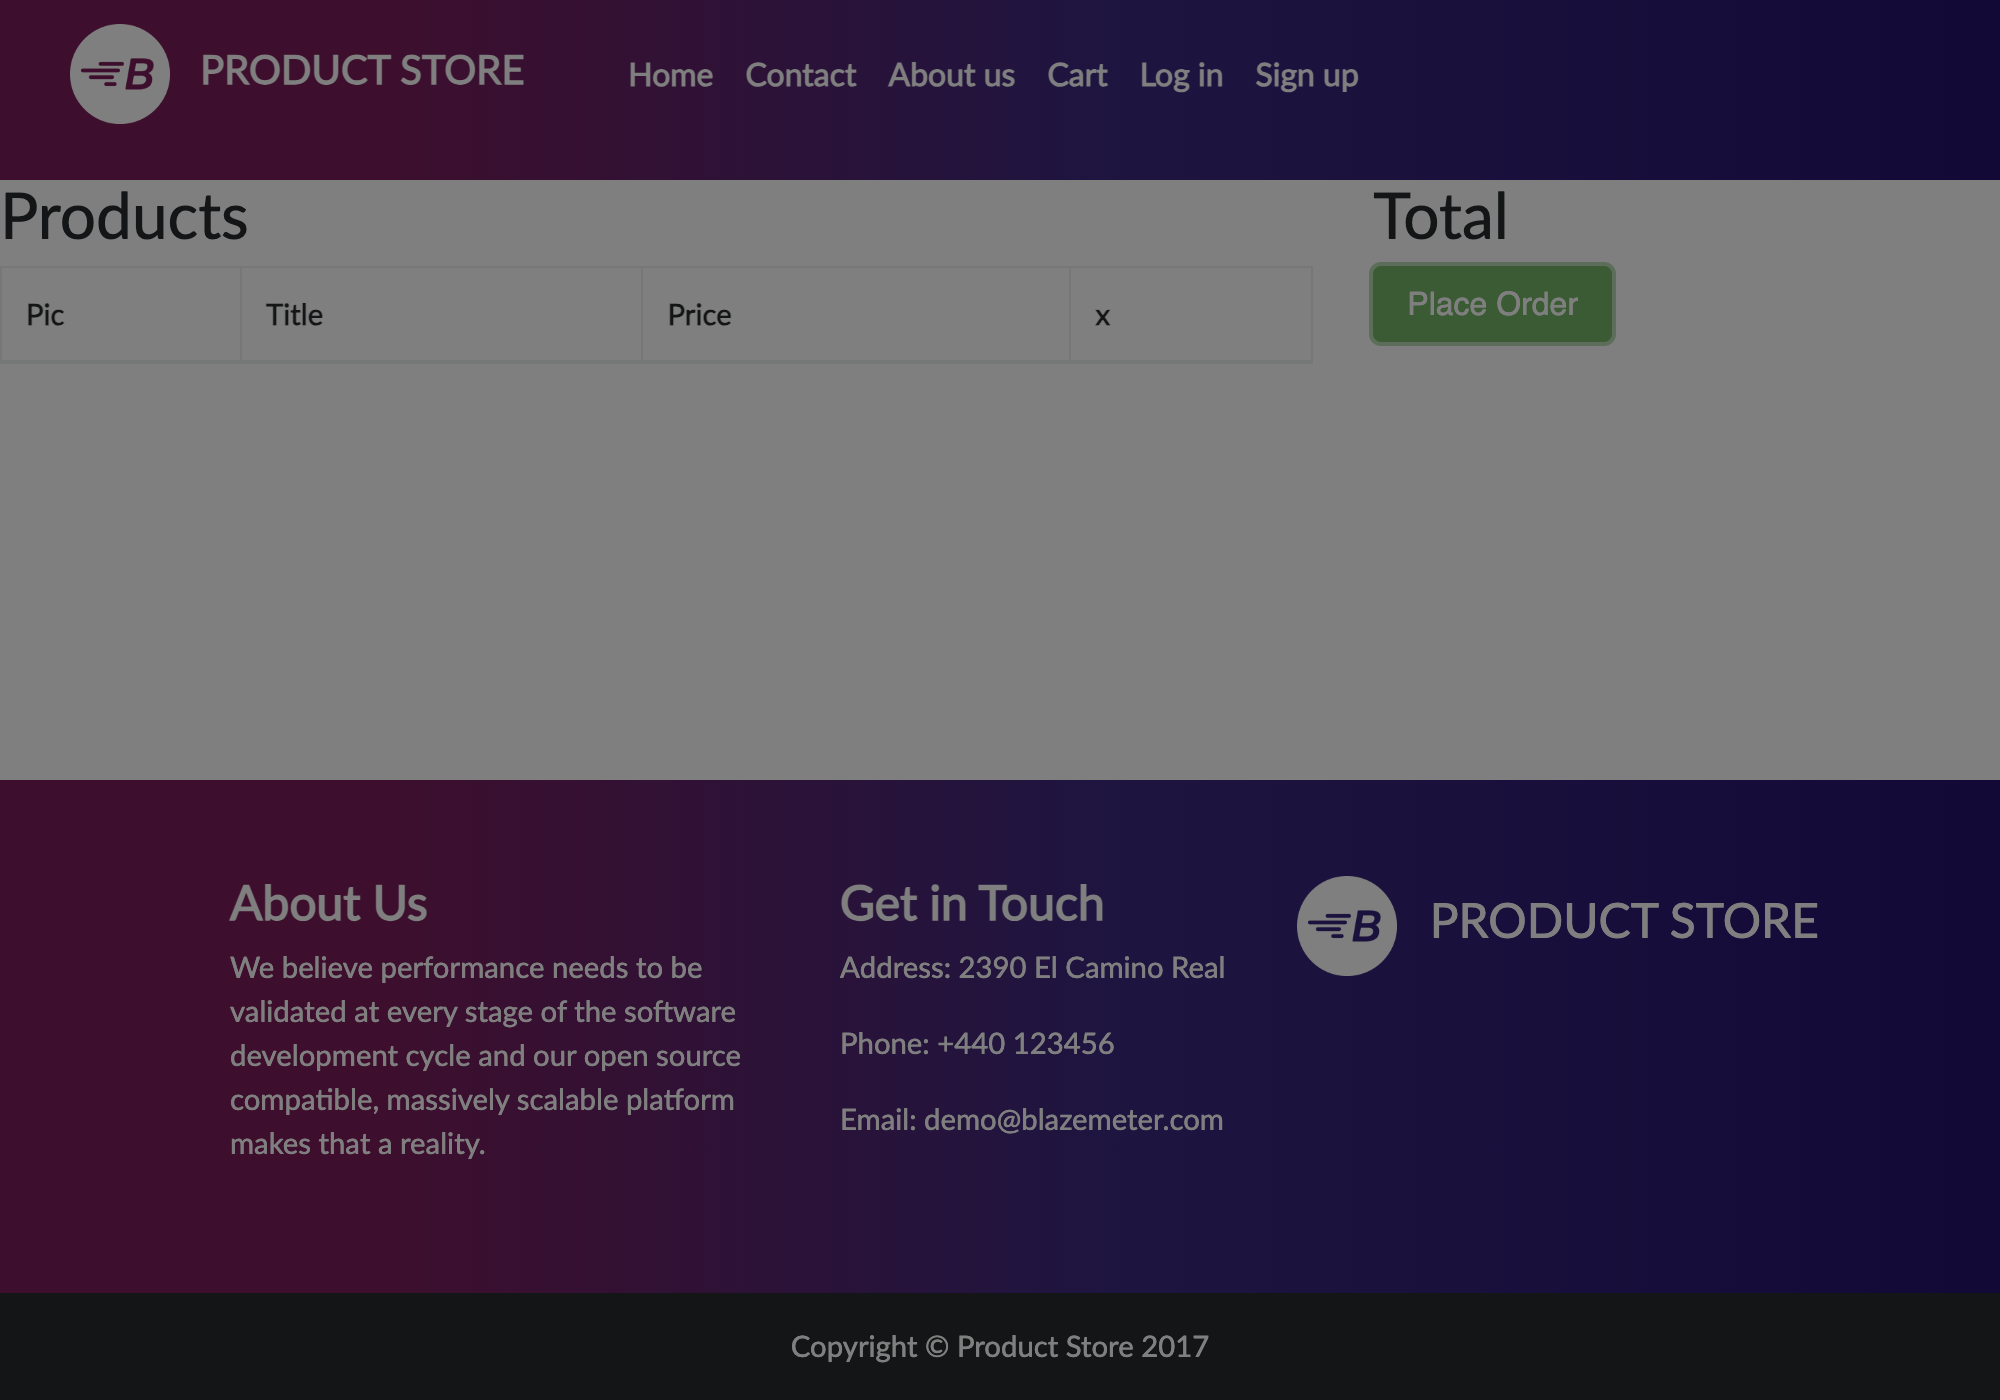 B PRODUCT STORE Home Contact About us Cart Log in Sign up
Products
Total
Pic Title Price x
Place Order
About Us
We believe performance needs to be
validated at every stage of the software
development cycle and our open source
compatible, massively scalable platform
makes that a reality.
Get in Touch
Address: 2390 El Camino Real
Phone: +440 123456
Email: demo@blazemeter.com
B PRODUCT STORE
Copyright © Product Store 2017